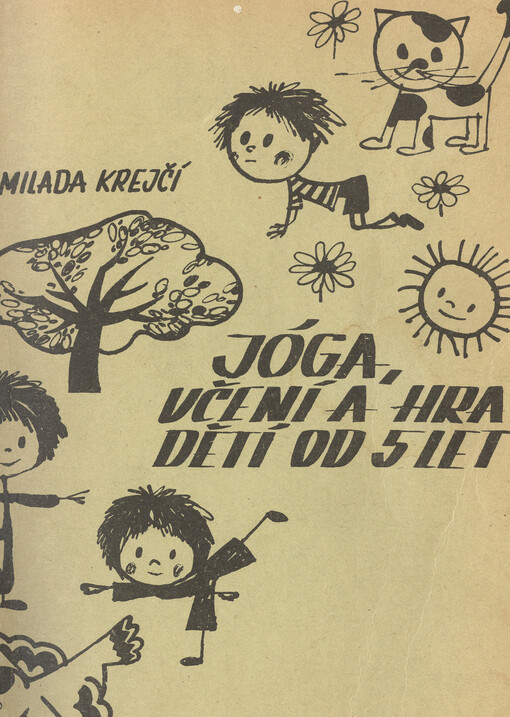 MILADA KREJČÍ
JÓGA,
UČENÍ A HRA
DĚTÍ OD 5 LET